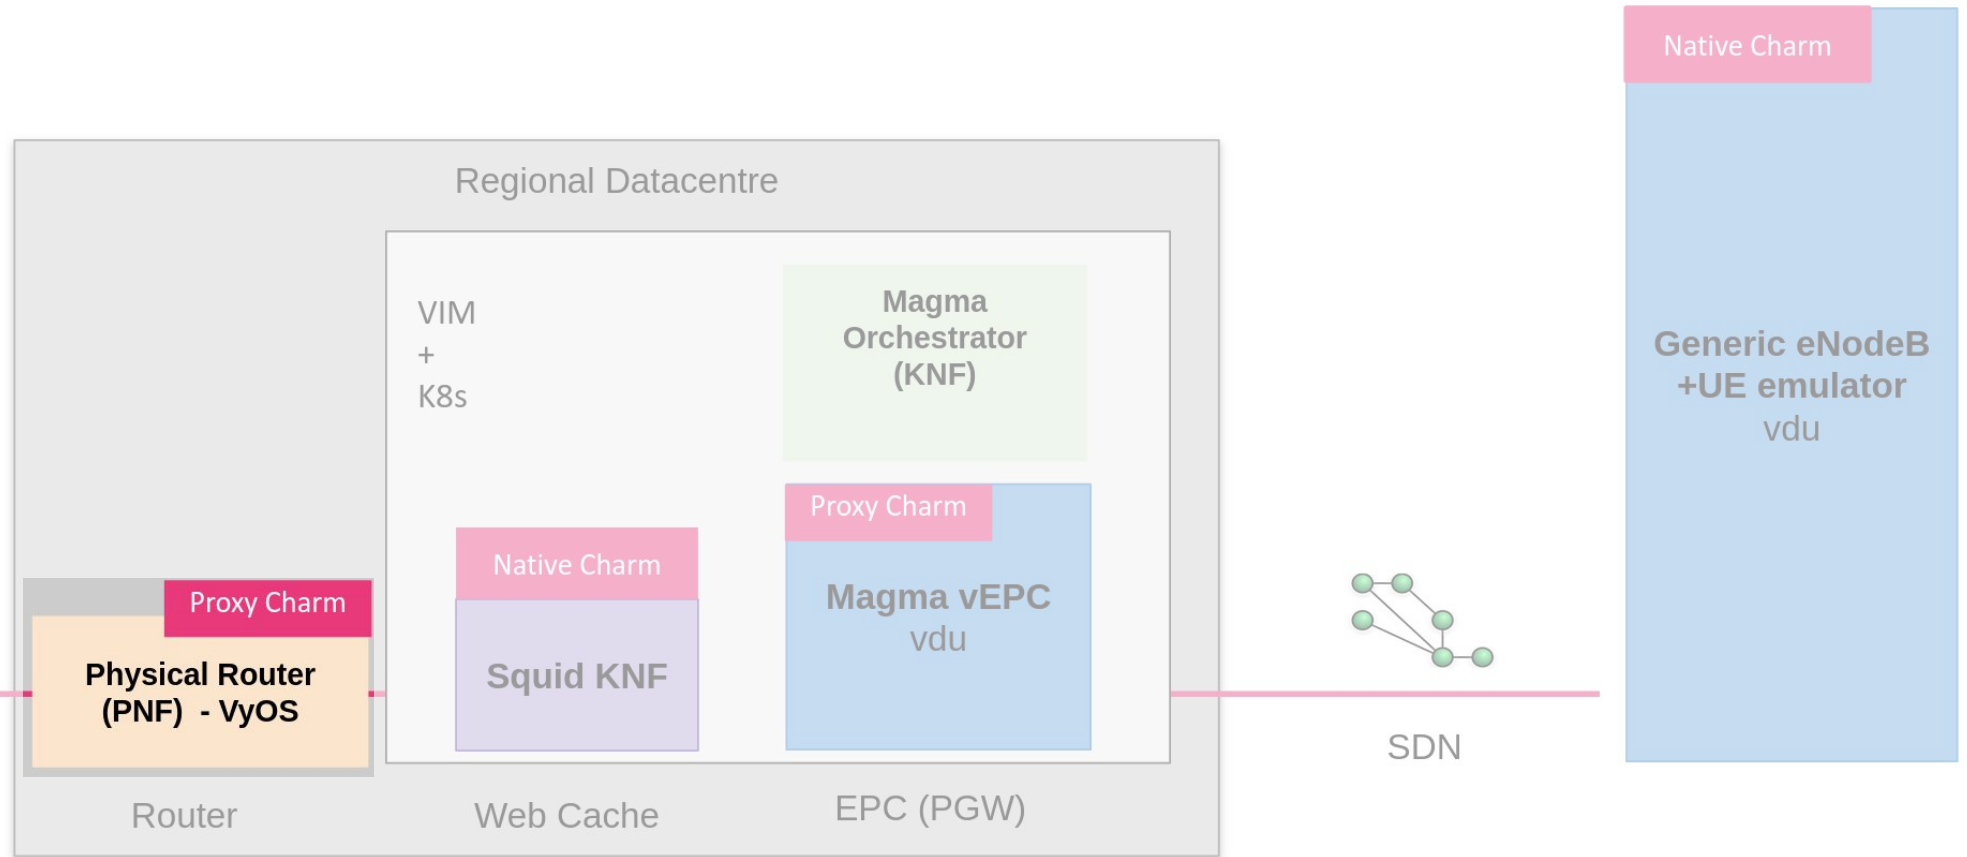 Native Charm
Regional Datacentre
VIM
+
K8s
Magma
Orchestrator
(KNF)
Generic eNodeB
+UE emulator
vdu
Proxy Charm
Native Charm
Magma vEPC
vdu
Proxy Charm
Squid KNF
Physical Router
(PNF)  - VyOS
SDN
Router
Web Cache
EPC (PGW)